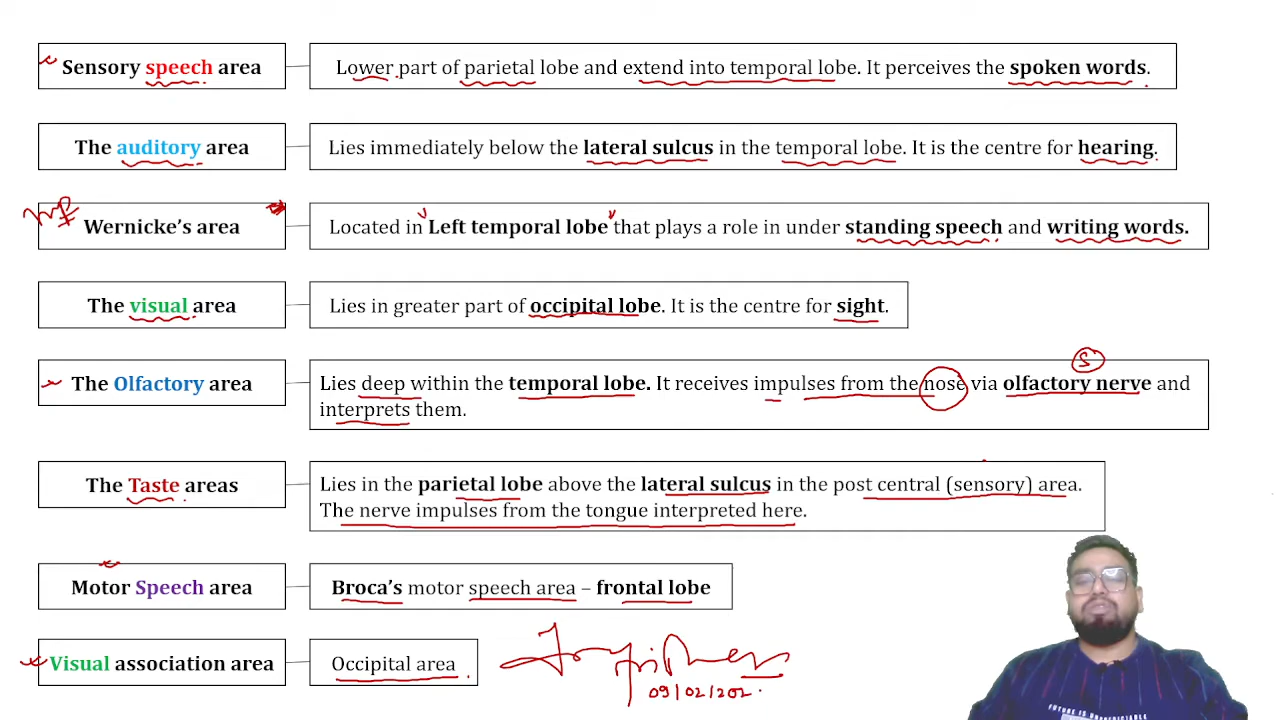 Sensory speech area
Lower part of parietal lobe and extend into temporal lobe. It perceives the spoken words.
The auditory area
Lies immediately below the lateral sulcus in the temporal lobe. It is the centre for hearing.
Wernicke's area
Located in Left temporal lobe that plays a role in under standing speech and writing words.
The visual area
Lies in greater part of occipital lobe. It is the centre for sight.
S
The Olfactory area
Lies deep within the temporal lobe. It receives impulses from the nose via olfactory nerve and
interprets them.
The Taste areas
Lies in the parietal lobe above the lateral sulcus in the post central (sensory) area.
The nerve impulses from the tongue interpreted here.
Motor Speech area
Broca's motor speech area – frontal lobe
Visual association area
Occipital area
09/02/202